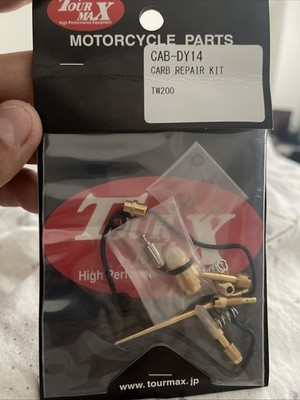 TOUR
MAX
High Performance Equipment
MOTORCYCLE PARTS
CAB-DY14
CARB REPAIR KIT
TW200
TOUR
MAX
High Performance
www.tourmax.jp